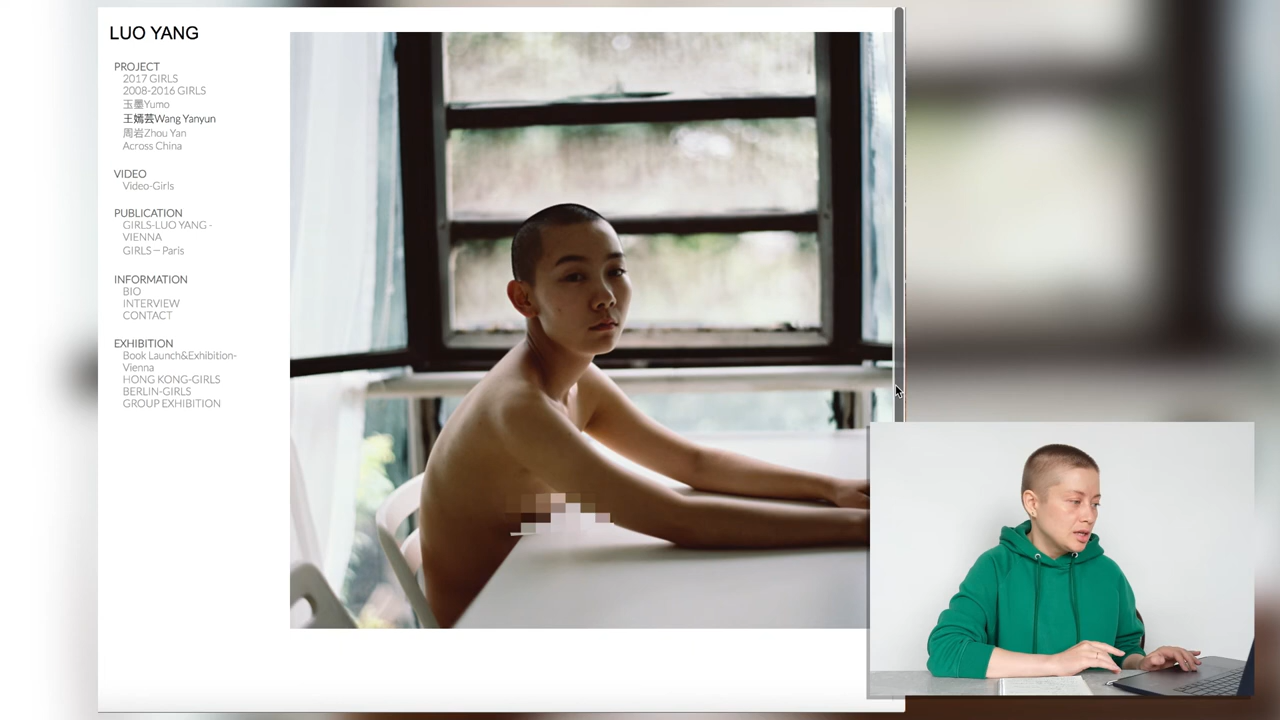 LUO YANG
PROJECT
2017 GIRLS
2008-2016 GIRLS
玉墨Yumo
王嫣芸Wang Yanyun
周岩Zhou Yan
Across China
VIDEO
Video-Girls
PUBLICATION
GIRLS-LUO YANG -
VIENNA
GIRLS – Paris
INFORMATION
BIO
INTERVIEW
CONTACT
EXHIBITION
Book Launch&Exhibition-
Vienna
HONG KONG-GIRLS
BERLIN-GIRLS
GROUP EXHIBITION